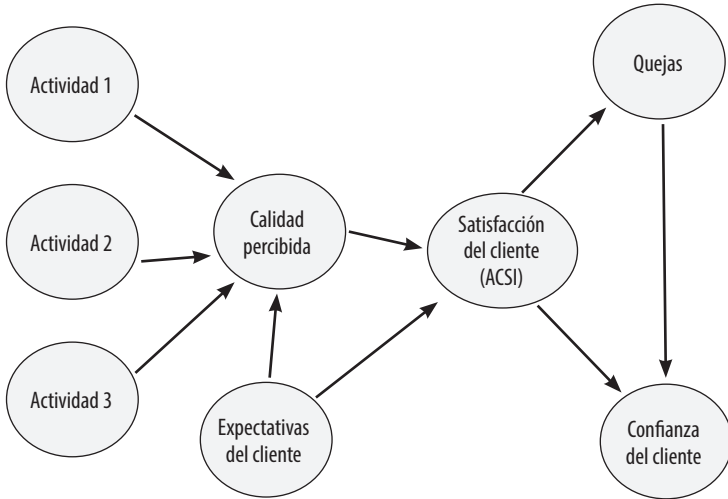 Actividad 1
Actividad 2
Actividad 3
Calidad
percibida
Expectativas
del cliente
Satisfacción
del cliente
(ACSI)
Quejas
Confianza
del cliente